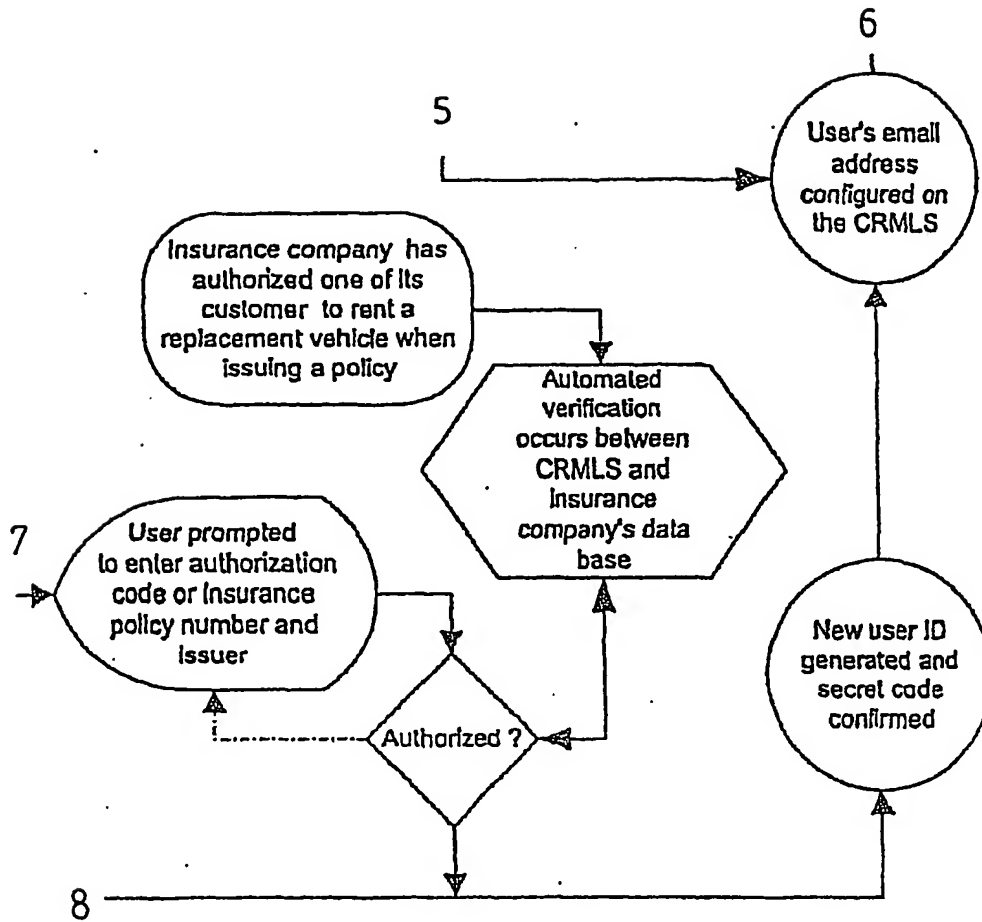 6
5
User's email
address
configured on
the CRMLS
Insurance company has
authorized one of its
customer to rent a
replacement vehicle when
issuing a policy
Automated
verification
occurs between
CRMLS and
insurance
company's data
base
7
User prompted
to enter authorization
code or insurance
policy number and
issuer
New user ID
generated and
secret code
confirmed
Authorized ?
8